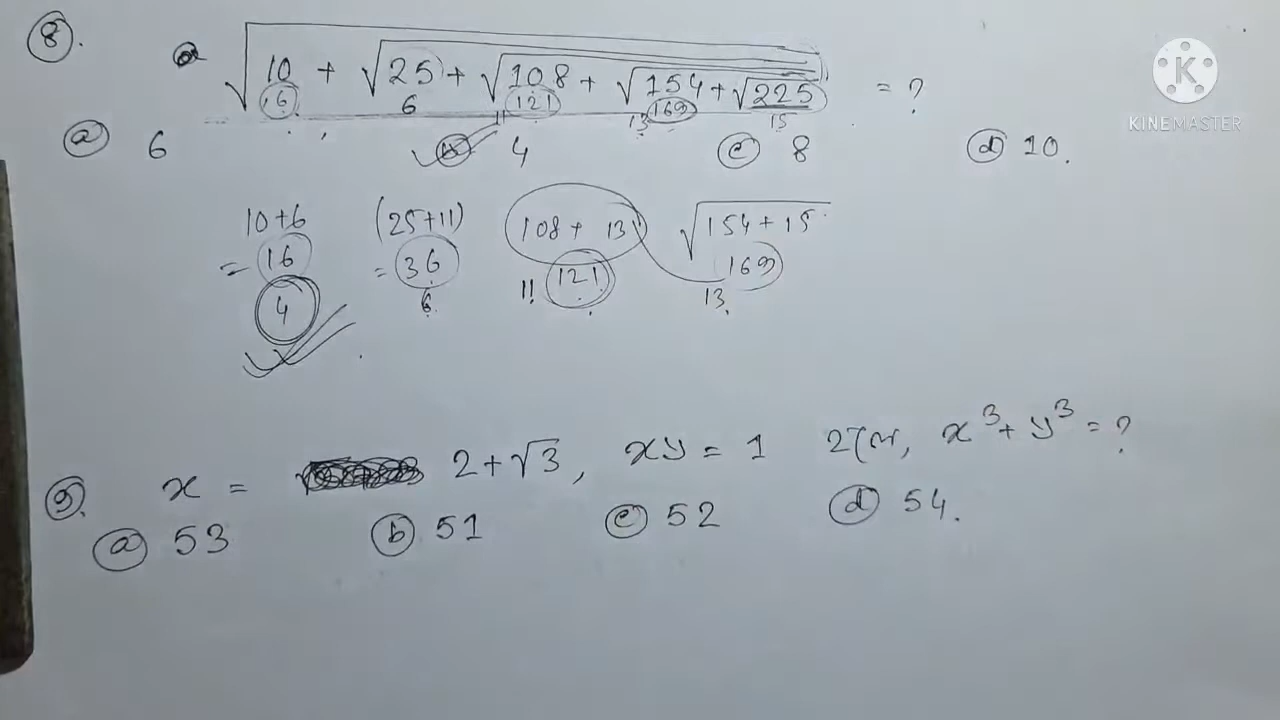 8.
√10 + √25 + √108 + √154 + √225 = ?
16 6 121 169
11 13 15
a 6 b 4 c 8 d 10.
10+6 (25+11) 108 + 13 √154 + 15
= 16 = 36 11 121 169
4 6 13
৯. x = 2 + √3, xy = 1 হলে, x³ + y³ = ?
a 53 b 51 c 52 d 54.
K
KINEMASTER